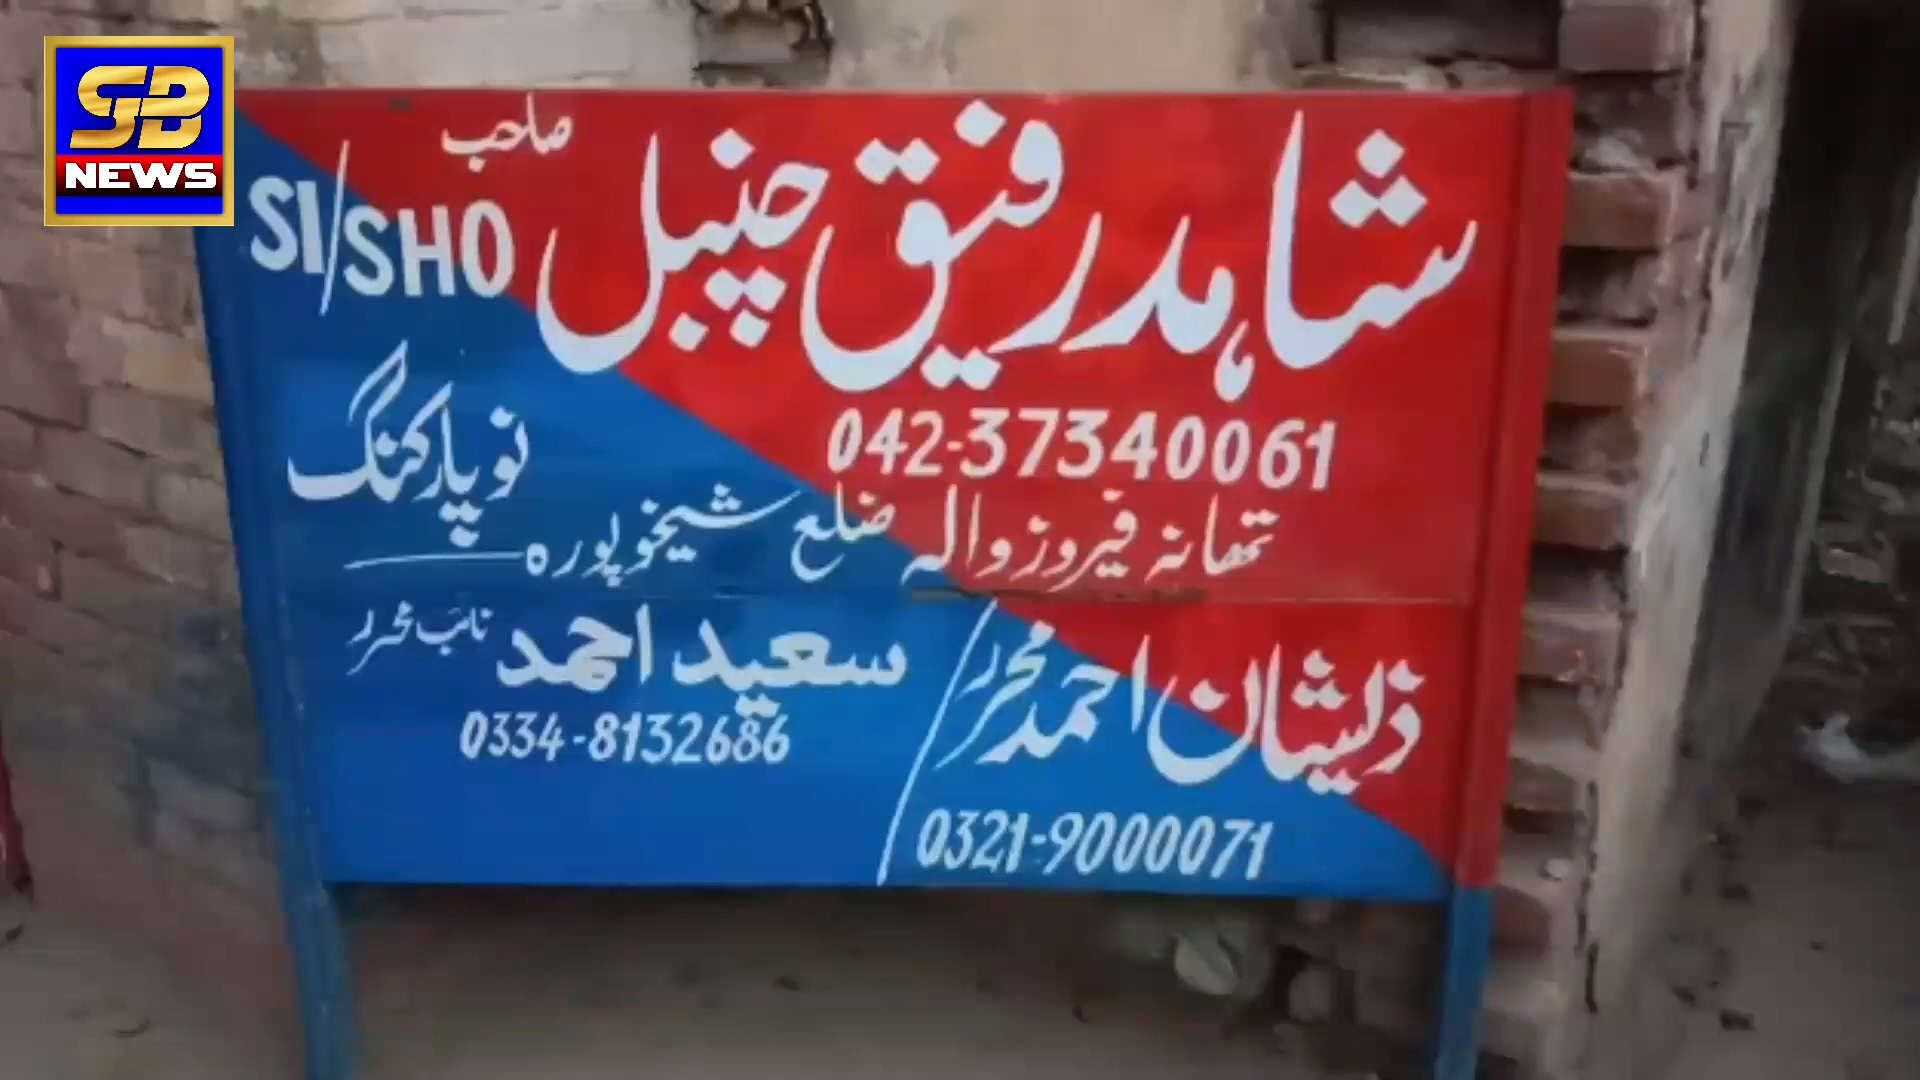 SB
NEWS
شاہد رفیق چنبل صاحب SI/SHO
042-37340061
نو پارکنگ
تھانہ فیروزوالہ ضلع شیخوپورہ
ذیشان احمد محرر / سعید احمد نائب محرر
0321-9000071 0334-8132686